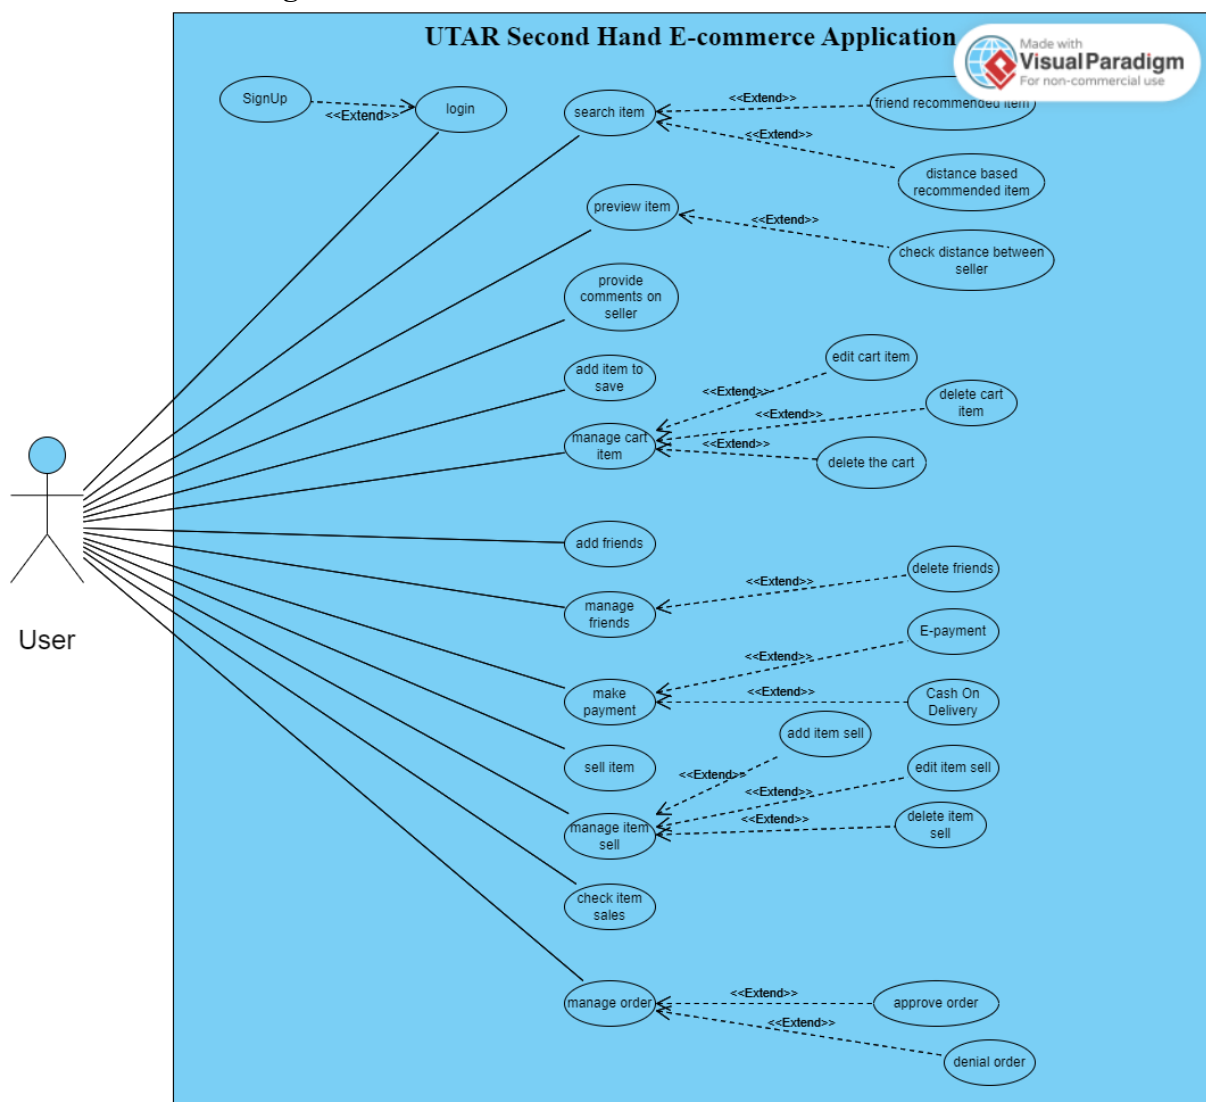 UTAR Second Hand E-commerce Application
Made with
Visual Paradigm
For non-commercial use
SignUp
<<Extend>>
login
search item
<<Extend>>
friend recommended item
<<Extend>>
distance based
recommended item
preview item
<<Extend>>
check distance between
seller
provide
comments on
seller
add item to
save
edit cart item
<<Extend>>
delete cart
item
<<Extend>>
manage cart
item
<<Extend>>
delete the cart
add friends
delete friends
<<Extend>>
manage
friends
User
E-payment
<<Extend>>
make
payment
<<Extend>>
Cash On
Delivery
add item sell
sell item
<<Extend>>
edit item sell
<<Extend>>
manage item
sell
<<Extend>>
delete item
sell
check item
sales
manage order
<<Extend>>
approve order
<<Extend>>
denial order